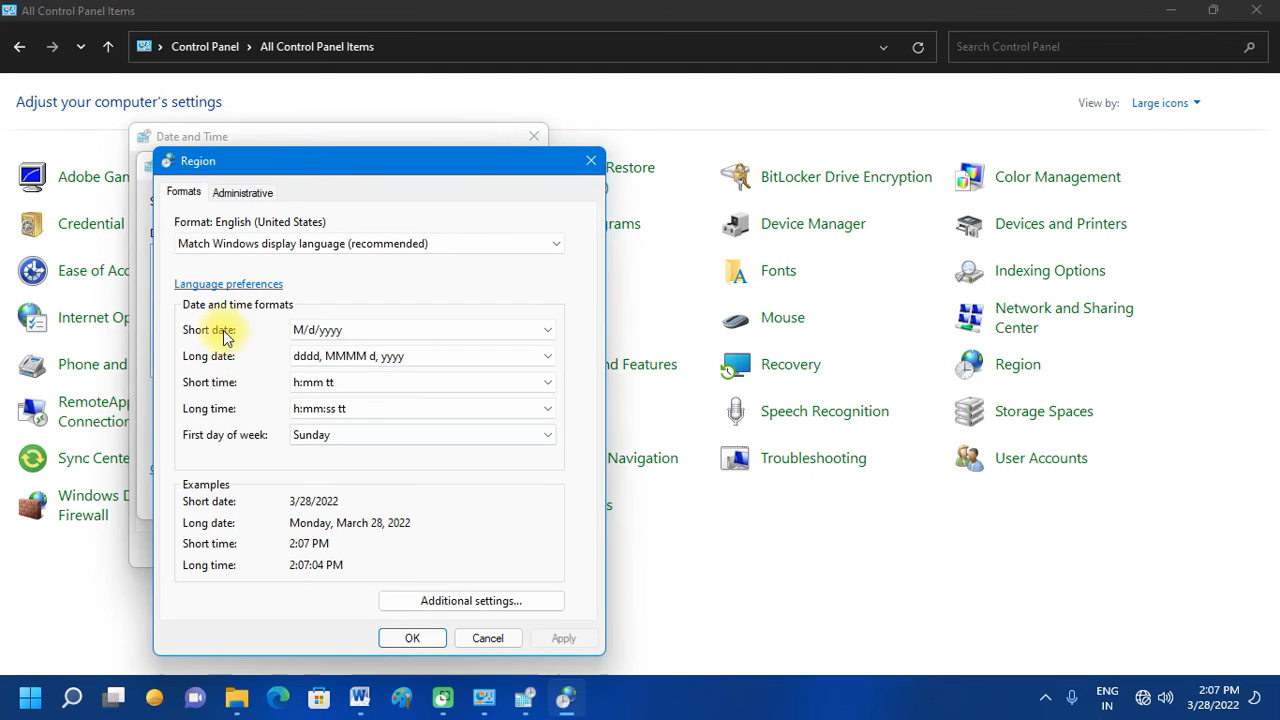 All Control Panel Items
Control Panel > All Control Panel Items
Search Control Panel
Adjust your computer's settings
View by: Large icons
Date and Time
Region
Formats Administrative
Format: English (United States)
Match Windows display language (recommended)
Language preferences
Date and time formats
Short date: M/d/yyyy
Long date: dddd, MMMM d, yyyy
Short time: h:mm tt
Long time: h:mm:ss tt
First day of week: Sunday
Examples
Short date: 3/28/2022
Long date: Monday, March 28, 2022
Short time: 2:07 PM
Long time: 2:07:04 PM
Additional settings...
OK Cancel Apply
Adobe Gam
Credential
Ease of Acc
Internet Op
Phone and
RemoteApp
Connection
Sync Cente
Windows D
Firewall
Restore
Navigation
BitLocker Drive Encryption
Device Manager
Fonts
Mouse
Recovery
Speech Recognition
Troubleshooting
Color Management
Devices and Printers
Indexing Options
Network and Sharing
Center
Region
Storage Spaces
User Accounts
ENG
IN
2:07 PM
3/28/2022